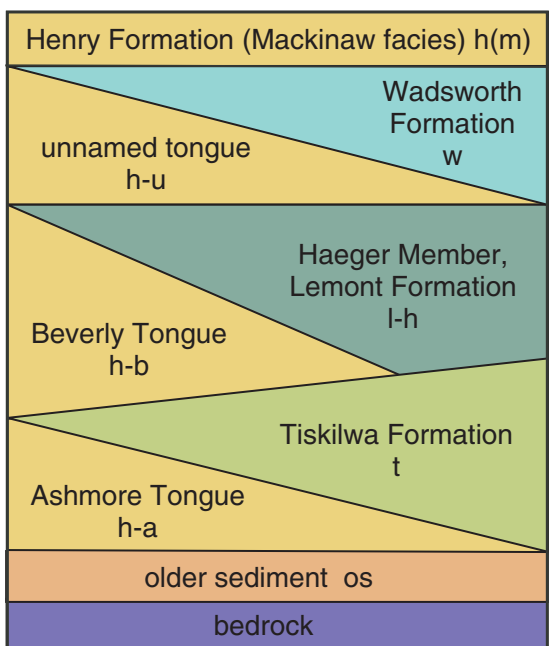 Henry Formation (Mackinaw facies) h(m)
Wadsworth
Formation
w
unnamed tongue
h-u
Haeger Member,
Lemont Formation
l-h
Beverly Tongue
h-b
Tiskilwa Formation
t
Ashmore Tongue
h-a
older sediment os
bedrock